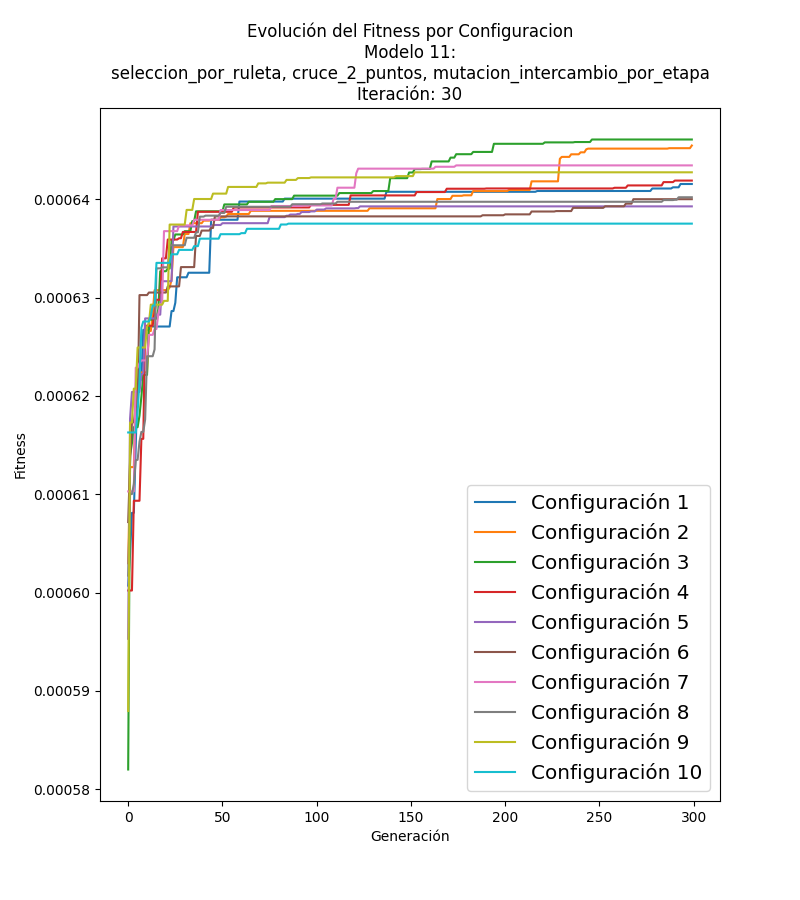 Evolución del Fitness por Configuracion
Modelo 11:
seleccion_por_ruleta, cruce_2_puntos, mutacion_intercambio_por_etapa
Iteración: 30
0.00064
0.00063
0.00062
0.00061
0.00060
0.00059
0.00058
Fitness
Configuración 1
Configuración 2
Configuración 3
Configuración 4
Configuración 5
Configuración 6
Configuración 7
Configuración 8
Configuración 9
Configuración 10
0 50 100 150 200 250 300
Generación